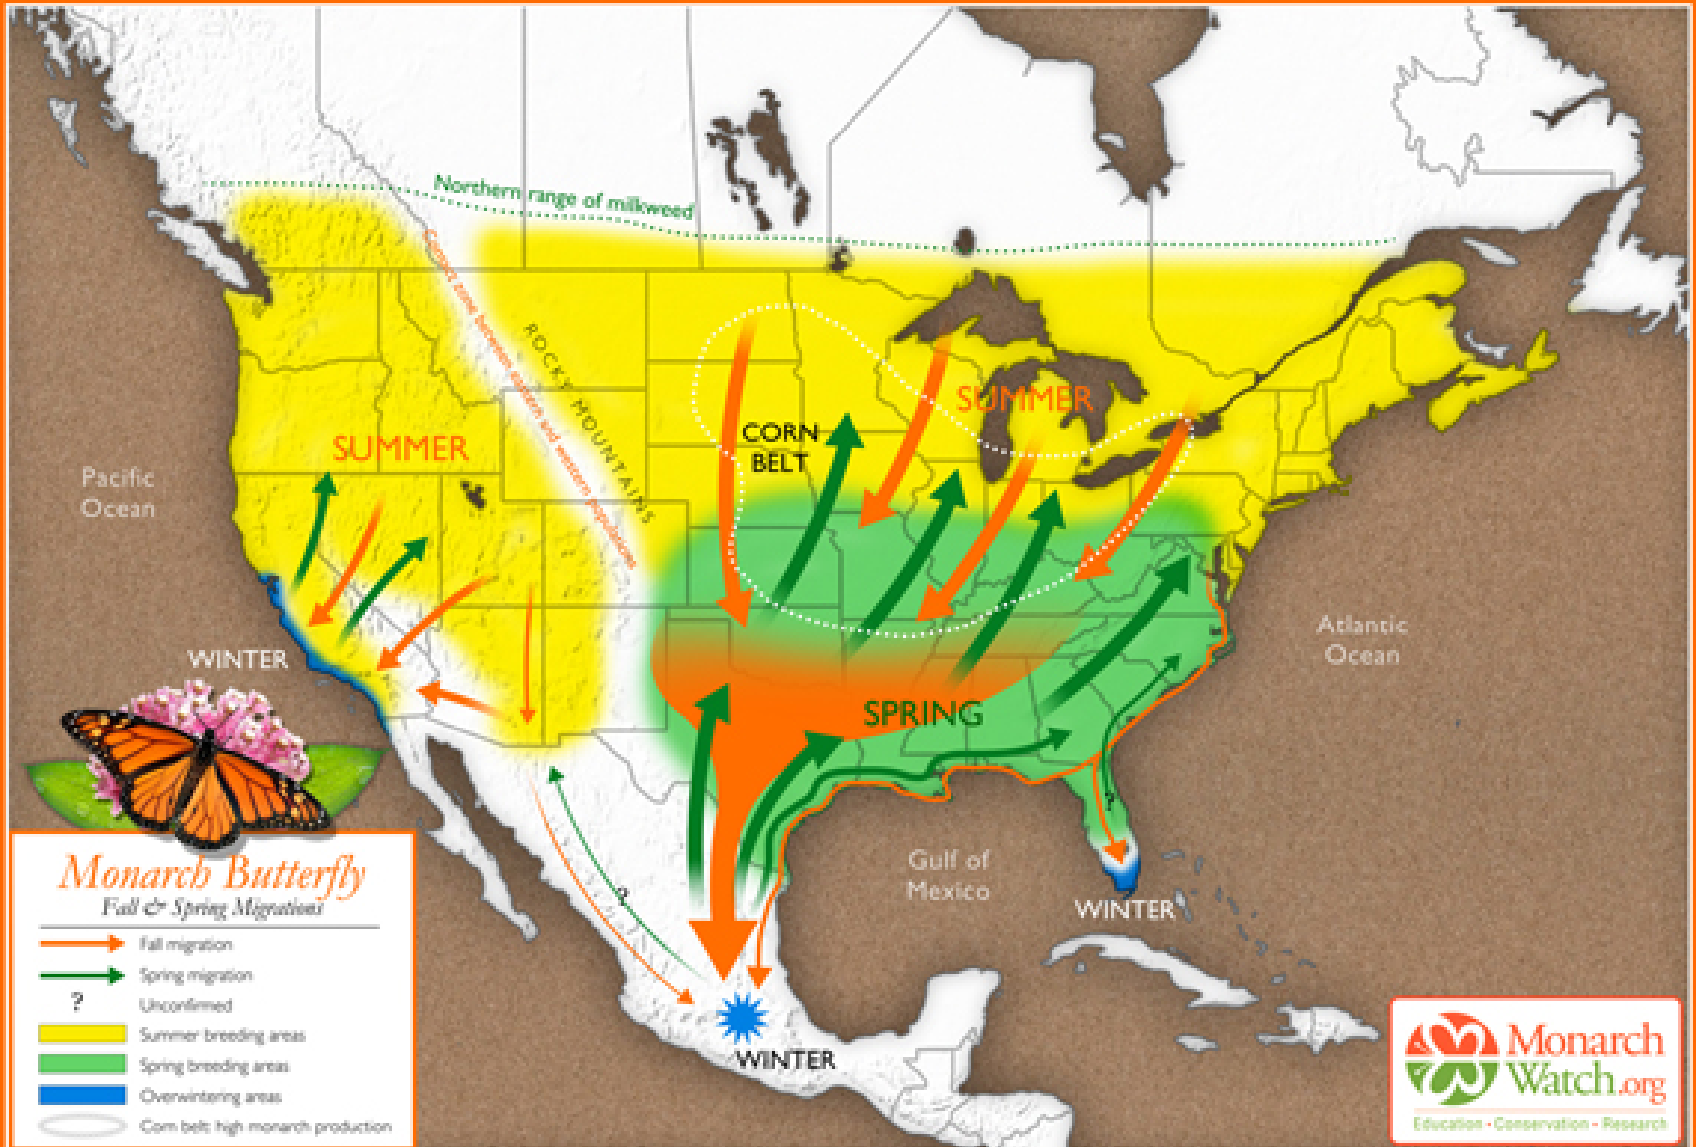 Northern range of milkweed
Contact zone between eastern and western populations
ROCKY MOUNTAINS
SUMMER
CORN
BELT
SUMMER
Pacific
Ocean
Atlantic
Ocean
WINTER
SPRING
?
?
Gulf of
Mexico
WINTER
WINTER
Monarch Butterfly
Fall & Spring Migrations
Fall migration
Spring migration
? Unconfirmed
Summer breeding areas
Spring breeding areas
Overwintering areas
Corn belt: high monarch production
Monarch
Watch.org
Education • Conservation • Research